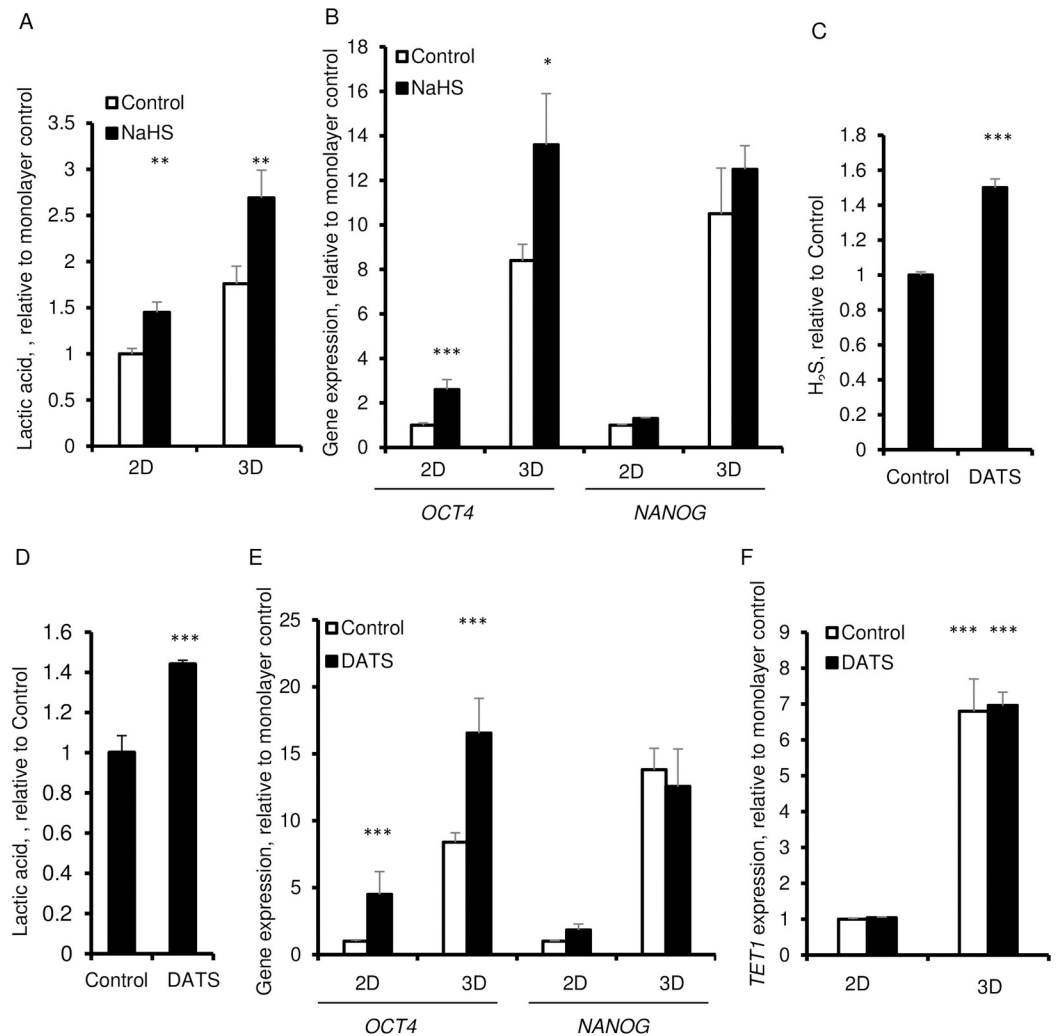 A
Control
NaHS
Lactic acid, , relative to monolayer control
3.5
3
2.5
2
1.5
1
0.5
0
** **
2D 3D
B
Control
NaHS
Gene expression, relative to monolayer control
18
16
14
12
10
8
6
4
2
0
***
*
2D 3D 2D 3D
OCT4 NANOG
C
H2S, relative to Control
1.8
1.6
1.4
1.2
1
0.8
0.6
0.4
0.2
0
***
Control DATS
D
Lactic acid, , relative to Control
1.6
1.4
1.2
1
0.8
0.6
0.4
0.2
0
***
Control DATS
E
Control
DATS
Gene expression, relative to monolayer control
25
20
15
10
5
0
***
***
2D 3D 2D 3D
OCT4 NANOG
F
Control
DATS
TET1 expression, relative to monolayer control
9
8
7
6
5
4
3
2
1
0
*** ***
2D 3D